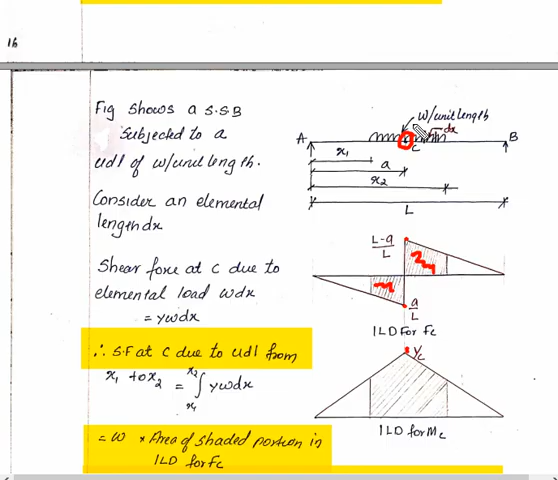 16
Fig shows a S.S.B
subjected to a
udl of w/unit length.
Consider an elemental
length dx
Shear force at C due to
elemental load wdx
= ywdx
∴ S.F at C due to udl from
x₁ to x₂ = ∫ ywdx
x₂
x₁
= w × Area of shaded portion in
ILD for Fc
w/unit length
dx
A
C
B
x₁
a
x₂
L
L-a
L
a
L
ILD For Fc
Yc
ILD for Mc